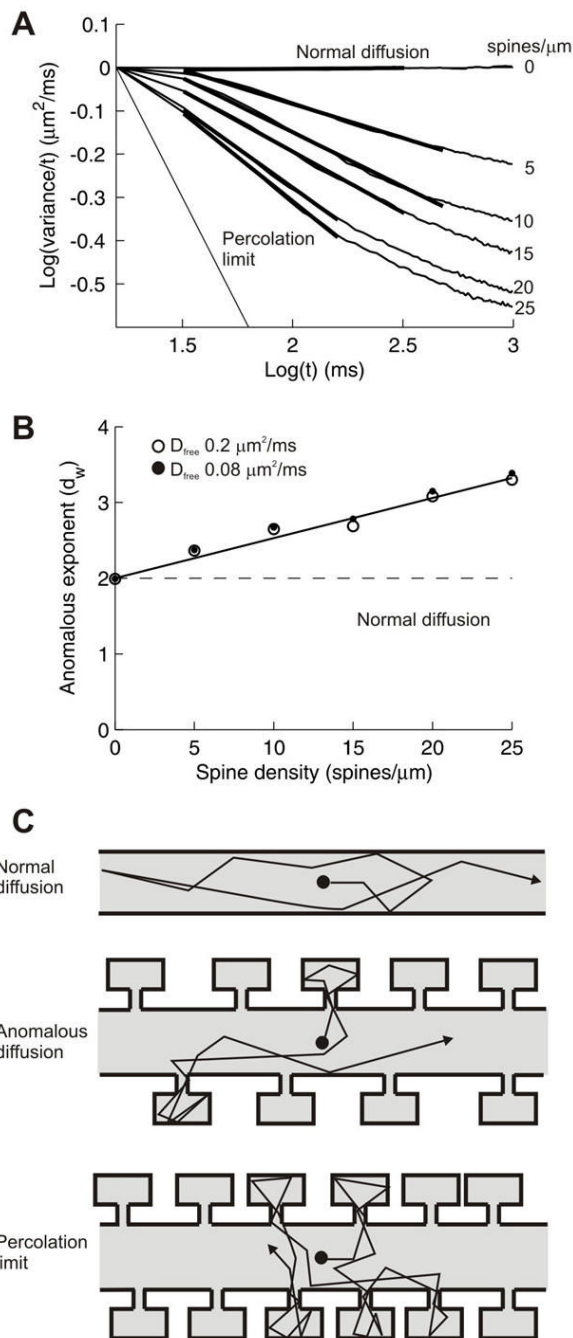 A
0.1
0
-0.1
-0.2
-0.3
-0.4
-0.5
Log(variance/t) (μm²/ms)
Normal diffusion
spines/μm
0
5
10
15
20
25
Percolation
limit
1.5
2
2.5
3
Log(t) (ms)
B
4
3
2
1
0
Anomalous exponent (d_w)
D_free 0.2 μm²/ms
D_free 0.08 μm²/ms
Normal diffusion
0
5
10
15
20
25
Spine density (spines/μm)
C
Normal
diffusion
Anomalous
diffusion
Percolation
limit